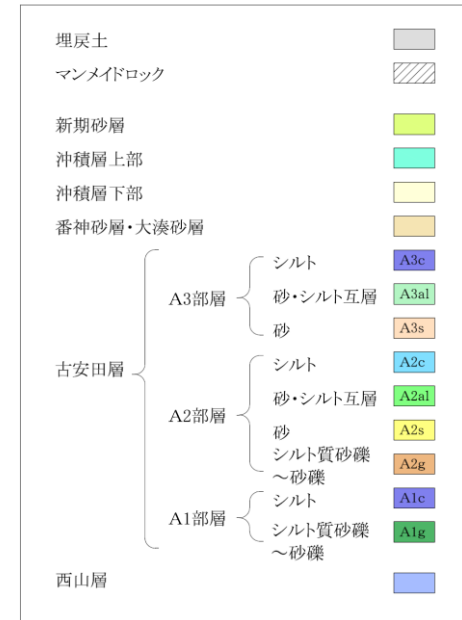 埋戻土
マンメイドロック
新期砂層
沖積層上部
沖積層下部
番神砂層・大湊砂層
古安田層
A3部層
シルト A3c
砂・シルト互層 A3al
砂 A3s
A2部層
シルト A2c
砂・シルト互層 A2al
砂 A2s
シルト質砂礫
～砂礫 A2g
A1部層
シルト A1c
シルト質砂礫
～砂礫 A1g
西山層